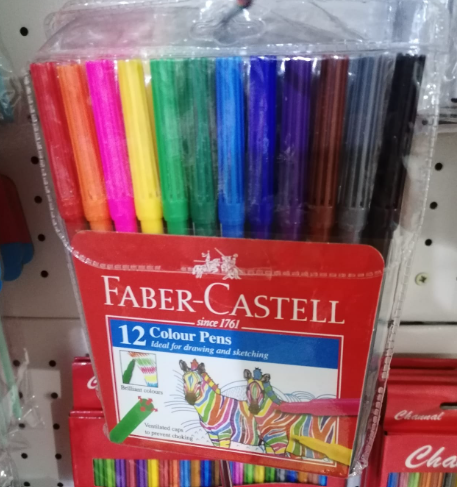 FABER-CASTELL
since 1761
12 Colour Pens
Ideal for drawing and sketching
Brilliant colours
Ventilated caps
to prevent choking
Channal
Cha